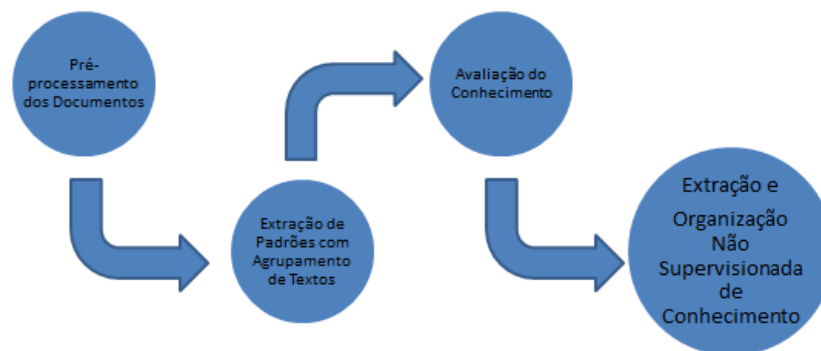 Pré-
processamento
dos Documentos
Extração de
Padrões com
Agrupamento
de Textos
Avaliação do
Conhecimento
Extração e
Organização
Não
Supervisionada
de
Conhecimento